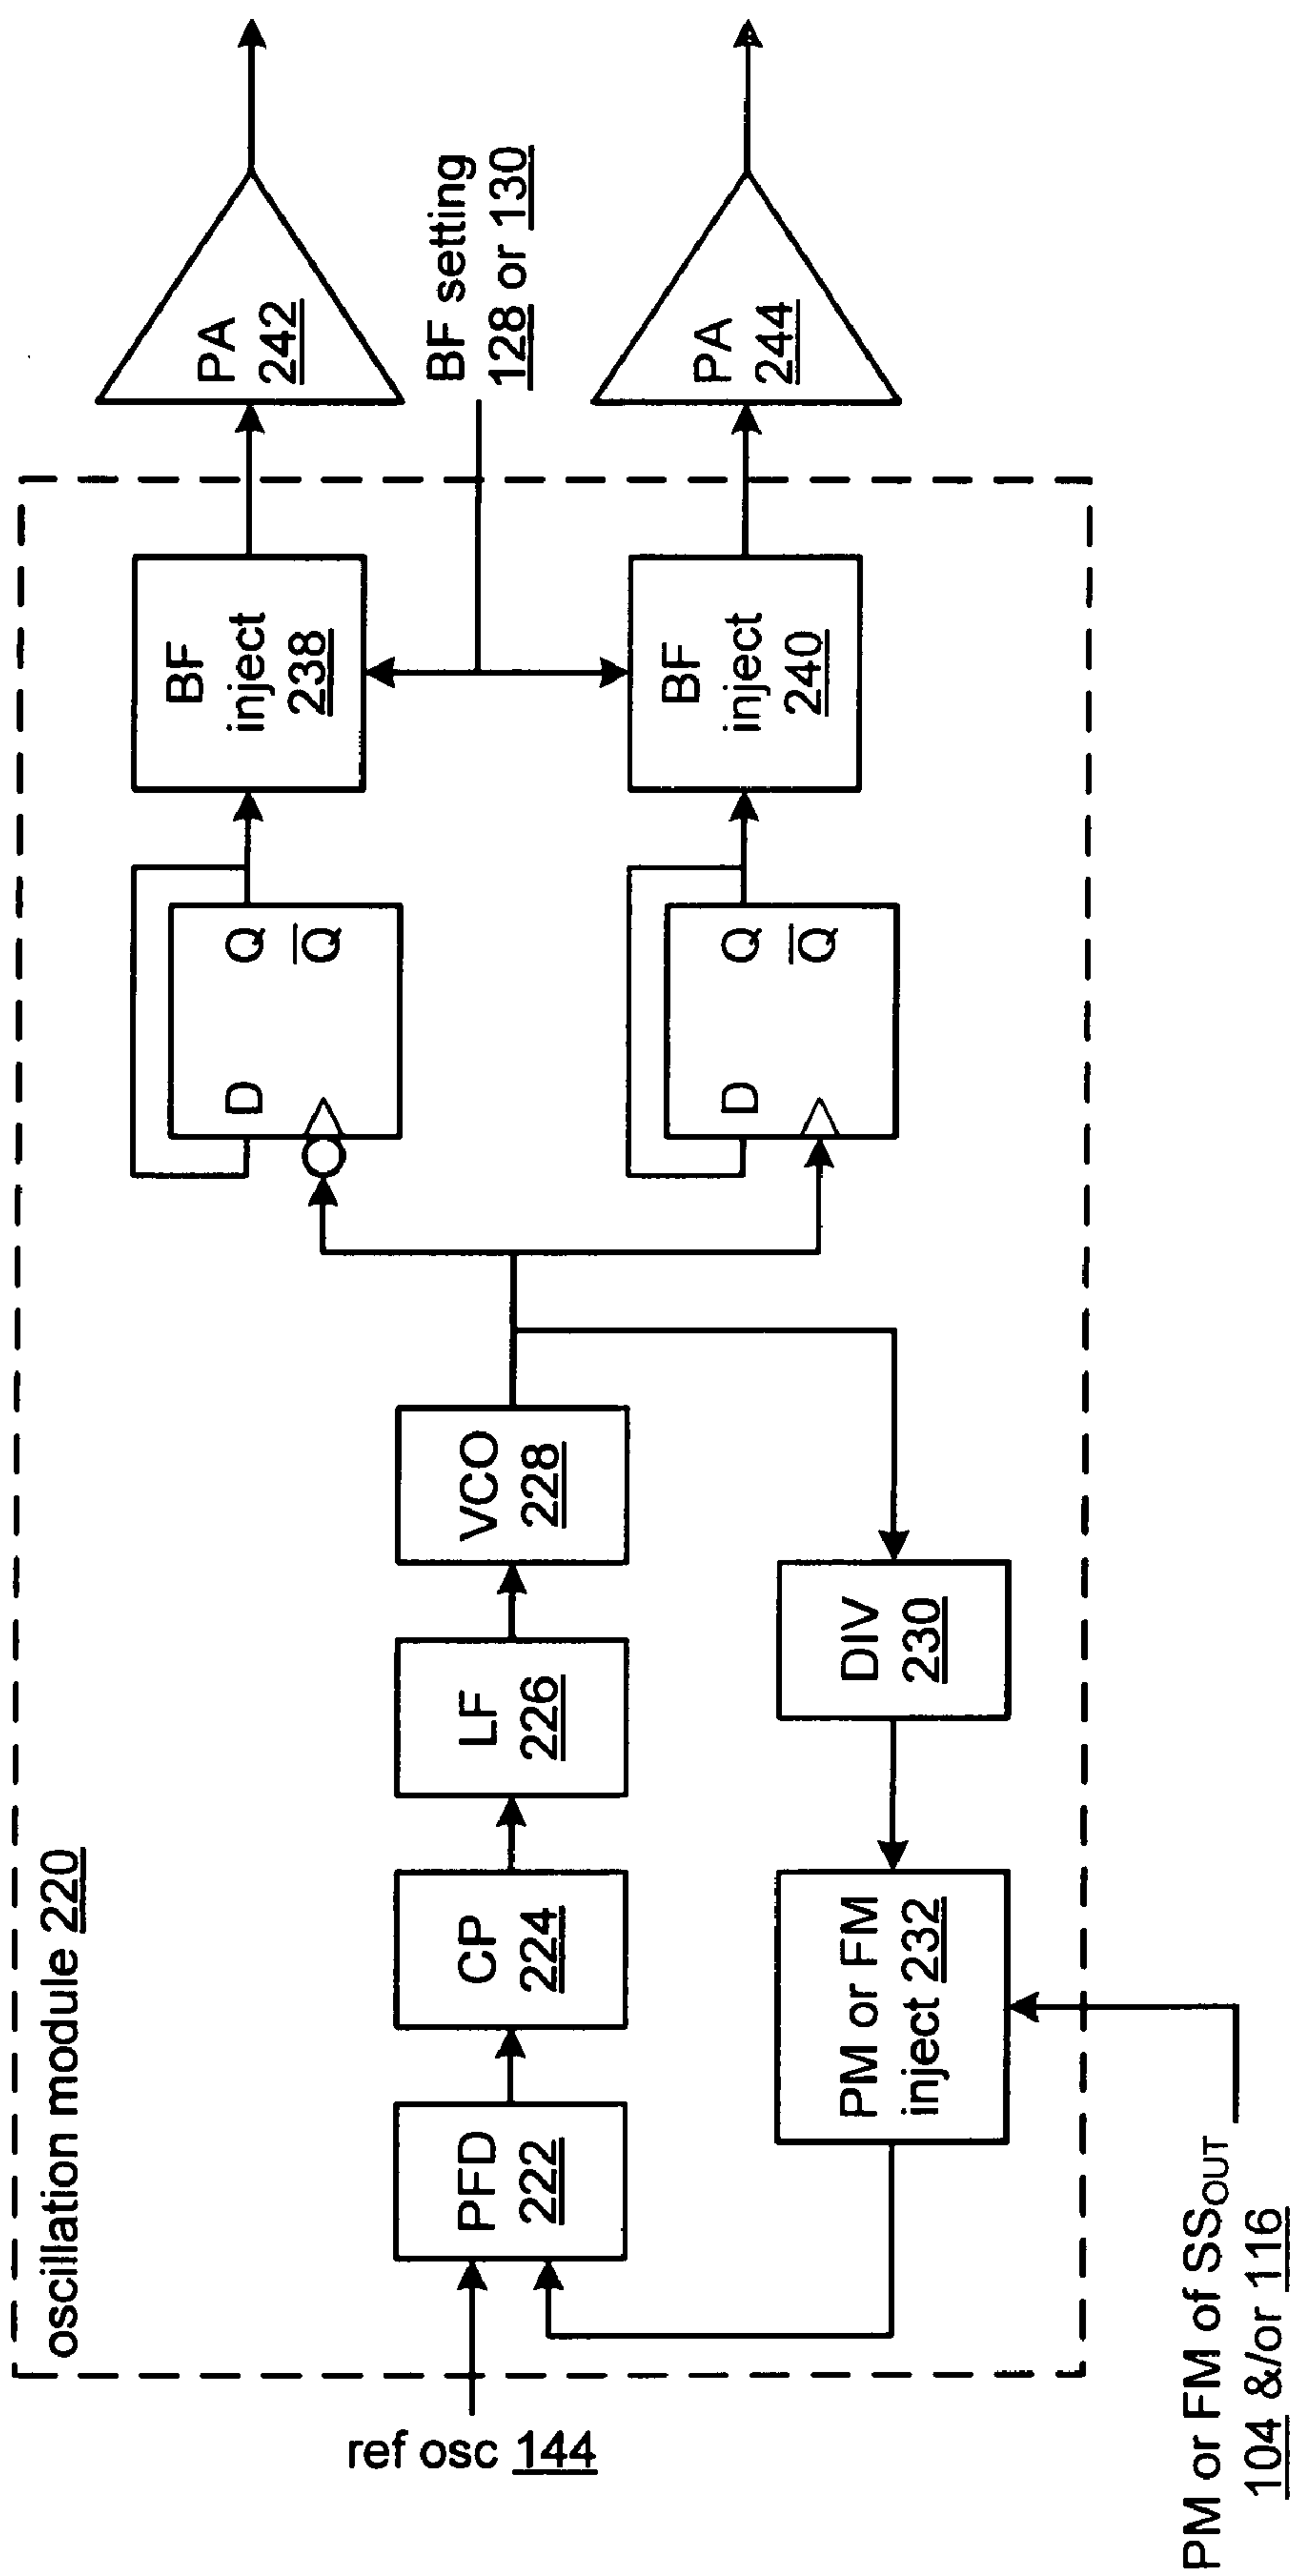 oscillation module 220
ref osc 144
PFD
222
CP
224
LF
226
VCO
228
DIV
230
PM or FM
inject 232
PM or FM of SSOUT
104 &/or 116
D
Q
Q
D
Q
Q
BF
inject
238
BF
inject
240
BF setting
128 or 130
PA
242
PA
244